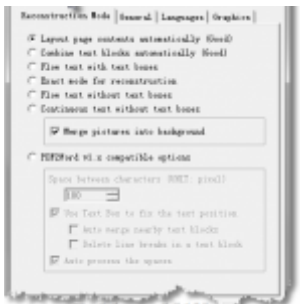 Reconstruction Mode General Languages Graphics
Layout page contents automatically (Good)
Combine text blocks automatically (Good)
Flow text with text boxes
Exact mode for reconstruction
Flow text without text boxes
Continuous text without text boxes
Merge pictures into background
PDF2Word v1.x compatible options
Space between characters
100
Use Text Box to fix the text position
Auto merge nearby text blocks
Delete line breaks in a text block
Auto process the spaces